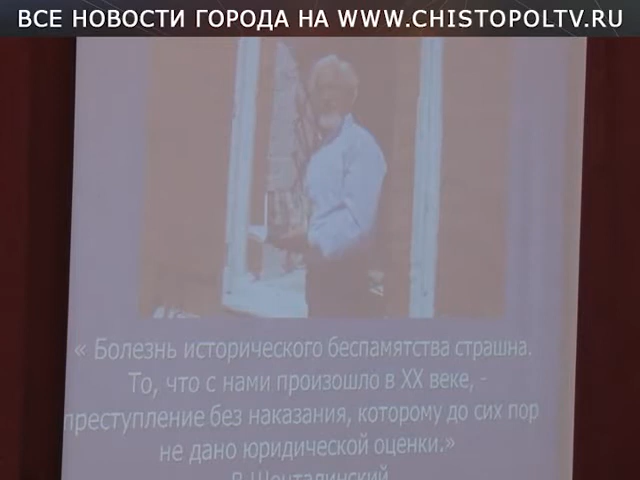 ВСЕ НОВОСТИ ГОРОДА НА WWW.CHISTOPOLTV.RU
« Болезнь исторического беспамятства страшна.
То, что с нами произошло в XX веке, -
преступление без наказания, которому до сих пор
не дано юридической оценки.»
В.Шенталинский